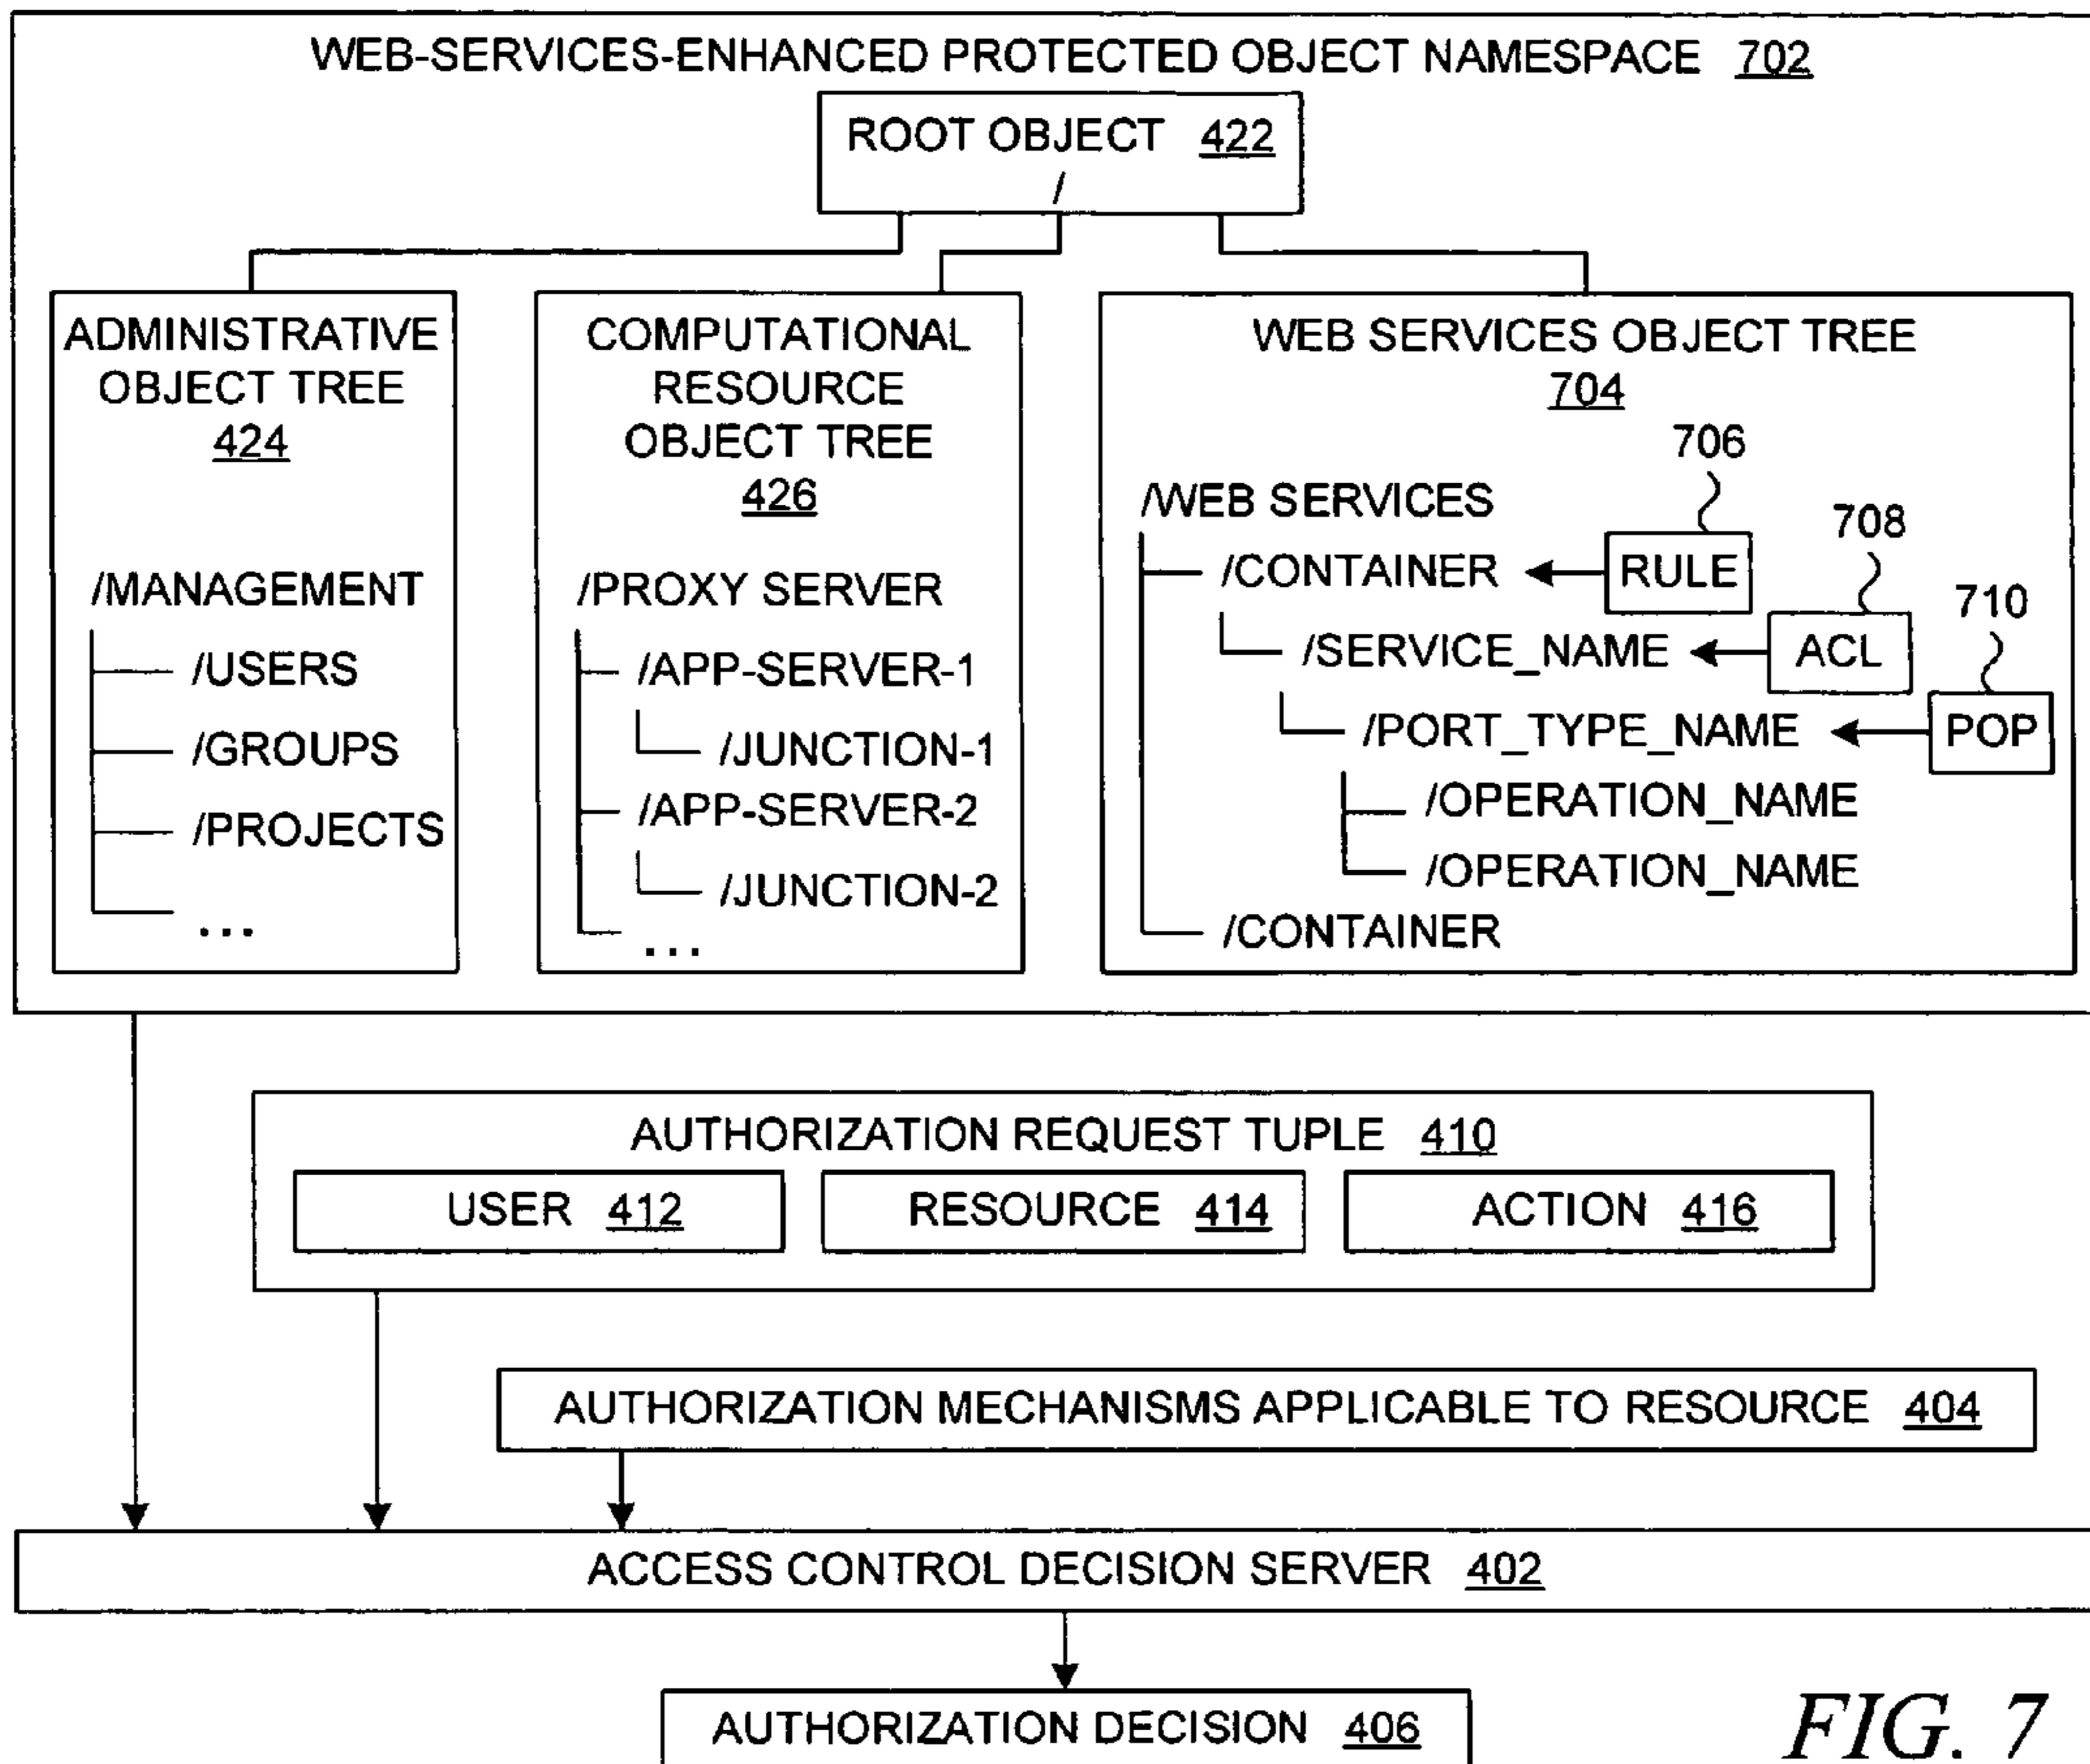 WEB-SERVICES-ENHANCED PROTECTED OBJECT NAMESPACE 702
ROOT OBJECT 422
/
ADMINISTRATIVE
OBJECT TREE
424
/MANAGEMENT
/USERS
/GROUPS
/PROJECTS
...
COMPUTATIONAL
RESOURCE
OBJECT TREE
426
/PROXY SERVER
/APP-SERVER-1
/JUNCTION-1
/APP-SERVER-2
/JUNCTION-2
...
WEB SERVICES OBJECT TREE
704
706
/WEB SERVICES
708
/CONTAINER RULE
710
/SERVICE_NAME ACL
/PORT_TYPE_NAME POP
/OPERATION_NAME
/OPERATION_NAME
/CONTAINER
AUTHORIZATION REQUEST TUPLE 410
USER 412
RESOURCE 414
ACTION 416
AUTHORIZATION MECHANISMS APPLICABLE TO RESOURCE 404
ACCESS CONTROL DECISION SERVER 402
AUTHORIZATION DECISION 406
FIG. 7